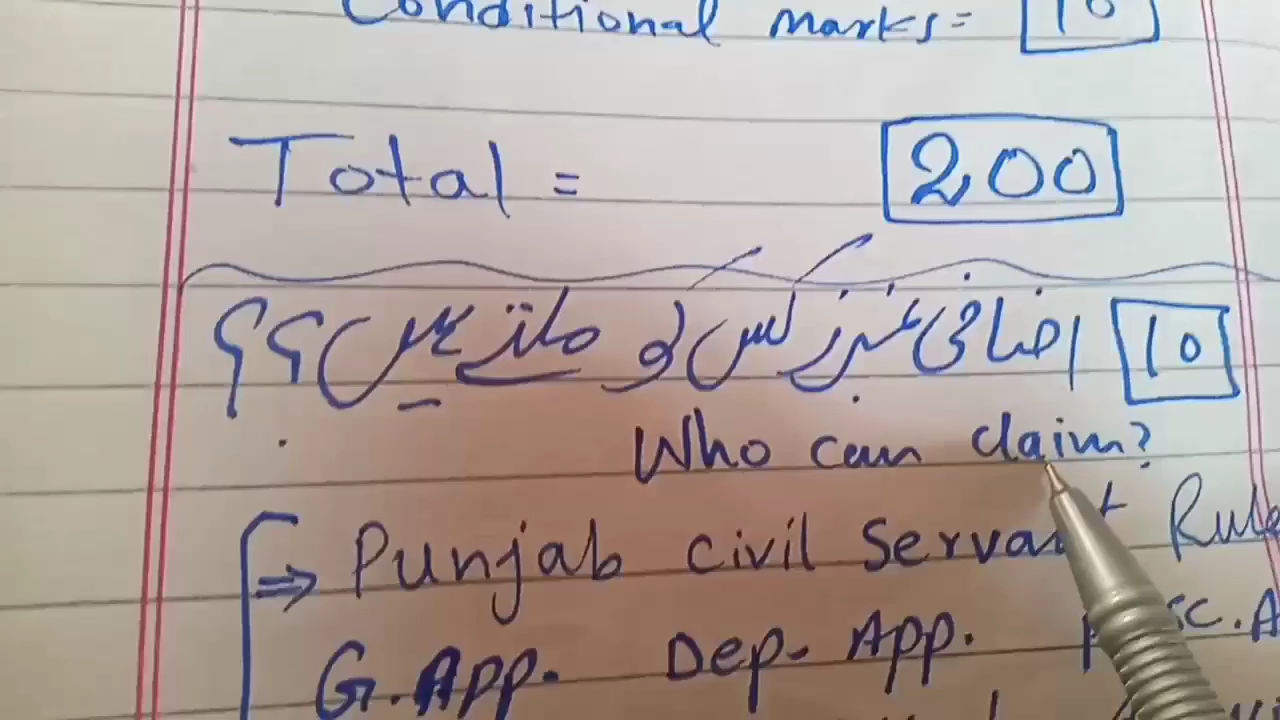 Conditional marks= 10
Total = 200
10 اضافی نمبرز کس کو ملتے ہیں؟؟
Who can claim?
⇒ Punjab Civil Servant Rule
G. App. Dep. App.